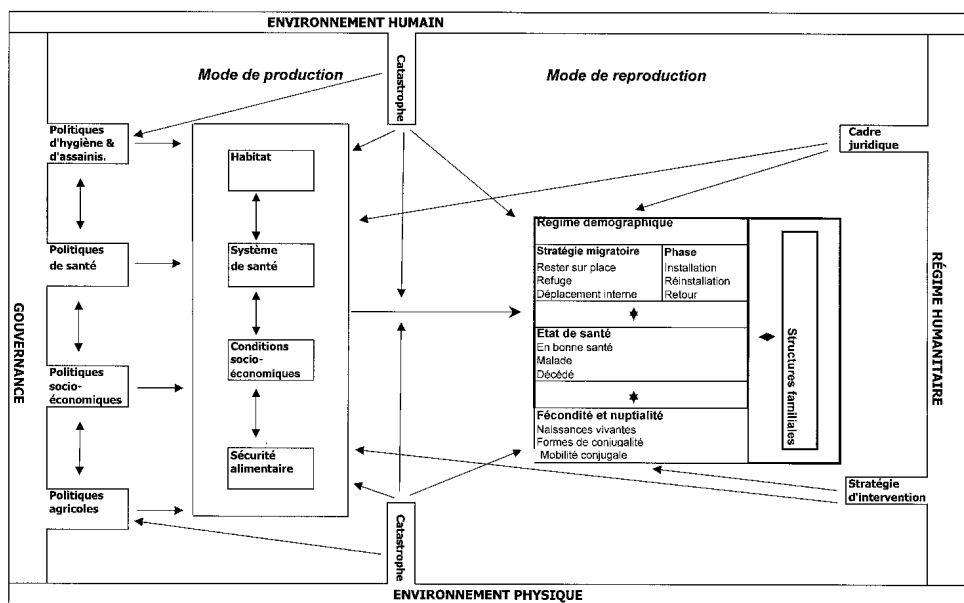 ENVIRONNEMENT HUMAIN
Mode de production
Catastrophe
Mode de reproduction
GOUVERNANCE
Politiques
d'hygiène &
d'assainis.
Politiques
de santé
Politiques
socio-
économiques
Politiques
agricoles
Habitat
Système
de santé
Conditions
socio-
économiques
Sécurité
alimentaire
Régime démographique
Stratégie migratoire
Rester sur place
Refuge
Déplacement interne
Phase
Installation
Réinstallation
Retour
Etat de santé
En bonne santé
Malade
Décédé
Fécondité et nuptialité
Naissances vivantes
Formes de conjugalité
Mobilité conjugale
Structures familiales
Cadre
juridique
Stratégie
d'intervention
RÉGIME HUMANITAIRE
Catastrophe
ENVIRONNEMENT PHYSIQUE